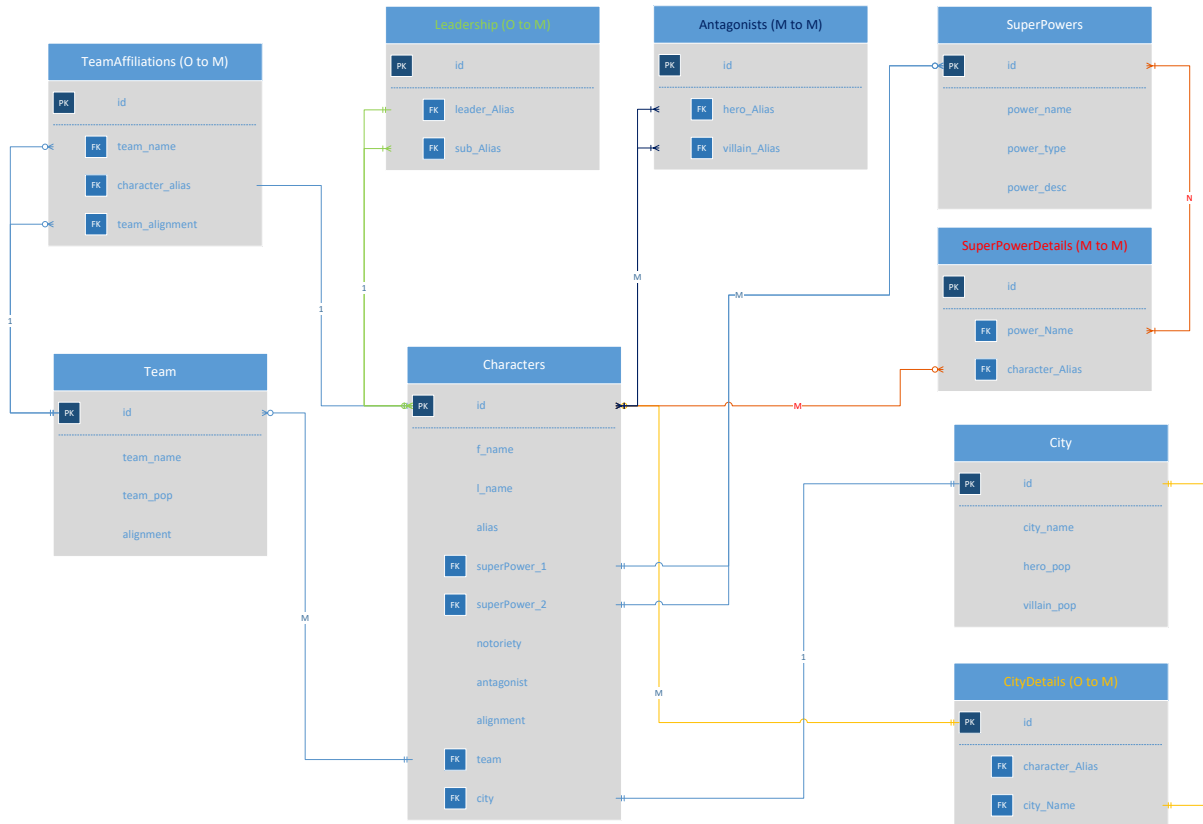 Leadership (O to M)
PK id
FK leader_Alias
FK sub_Alias
Antagonists (M to M)
PK id
FK hero_Alias
FK villain_Alias
SuperPowers
PK id
power_name
power_type
power_desc
TeamAffiliations (O to M)
PK id
FK team_name
FK character_alias
FK team_alignment
SuperPowerDetails (M to M)
PK id
FK power_Name
FK character_Alias
Team
PK id
team_name
team_pop
alignment
Characters
PK id
f_name
l_name
alias
FK superPower_1
FK superPower_2
notoriety
antagonist
alignment
FK team
FK city
City
PK id
city_name
hero_pop
villain_pop
CityDetails (O to M)
PK id
FK character_Alias
FK city_Name
1
1
1
M
M
N
M
M
M
1